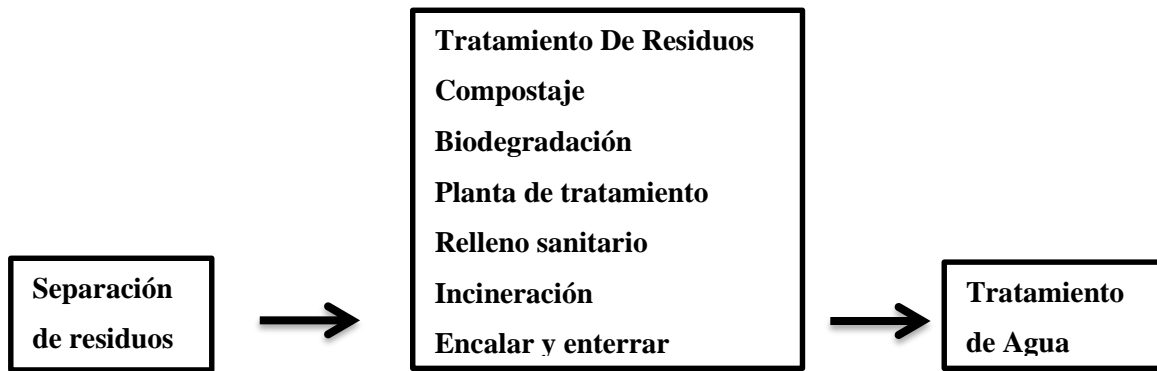 Separación
de residuos
Tratamiento De Residuos
Compostaje
Biodegradación
Planta de tratamiento
Relleno sanitario
Incineración
Encalar y enterrar
Tratamiento
de Agua